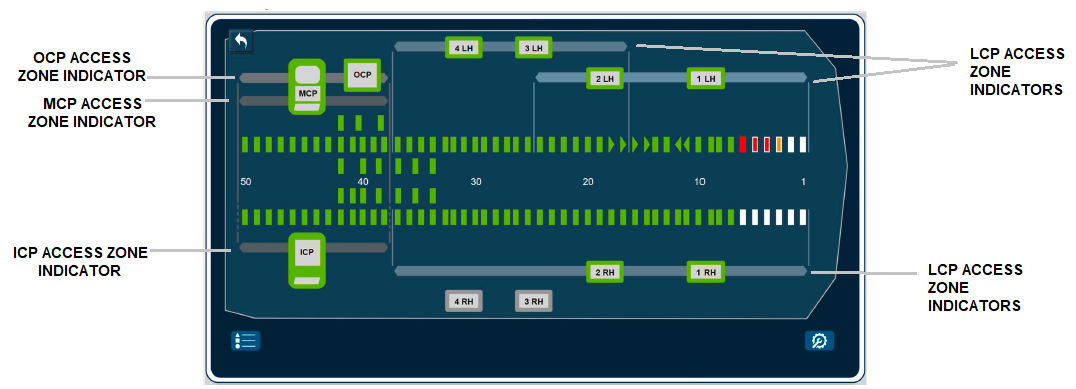 OCP ACCESS
ZONE INDICATOR
MCP ACCESS
ZONE INDICATOR
ICP ACCESS ZONE
INDICATOR
4 LH
3 LH
OCP
MCP
2 LH
1 LH
50
40
30
20
10
1
ICP
2 RH
1 RH
4 RH
3 RH
LCP ACCESS
ZONE
INDICATORS
LCP ACCESS
ZONE
INDICATORS